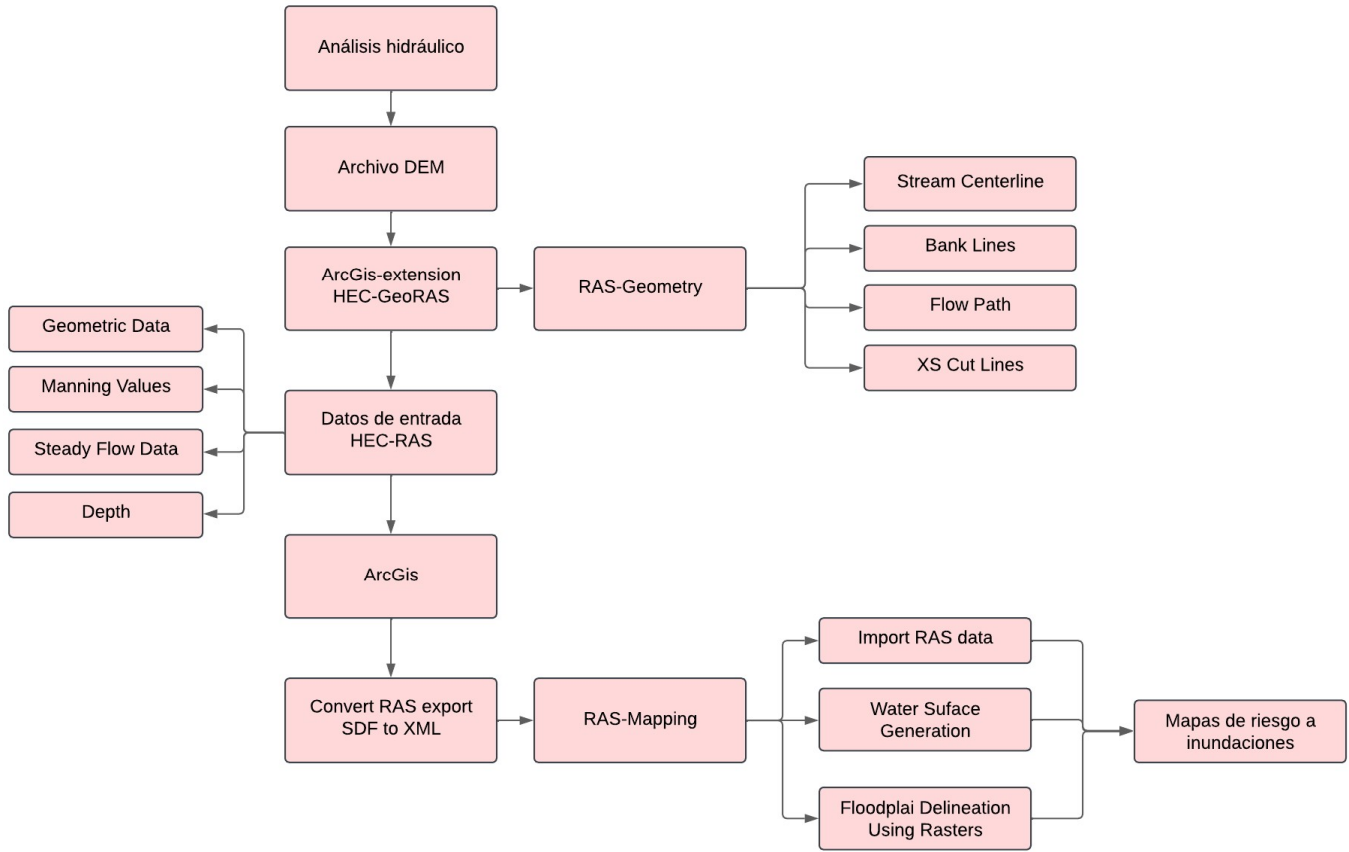 Análisis hidráulico
Archivo DEM
ArcGis-extension
HEC-GeoRAS
RAS-Geometry
Stream Centerline
Bank Lines
Flow Path
XS Cut Lines
Datos de entrada
HEC-RAS
Geometric Data
Manning Values
Steady Flow Data
Depth
ArcGis
Convert RAS export
SDF to XML
RAS-Mapping
Import RAS data
Water Suface
Generation
Floodplai Delineation
Using Rasters
Mapas de riesgo a
inundaciones